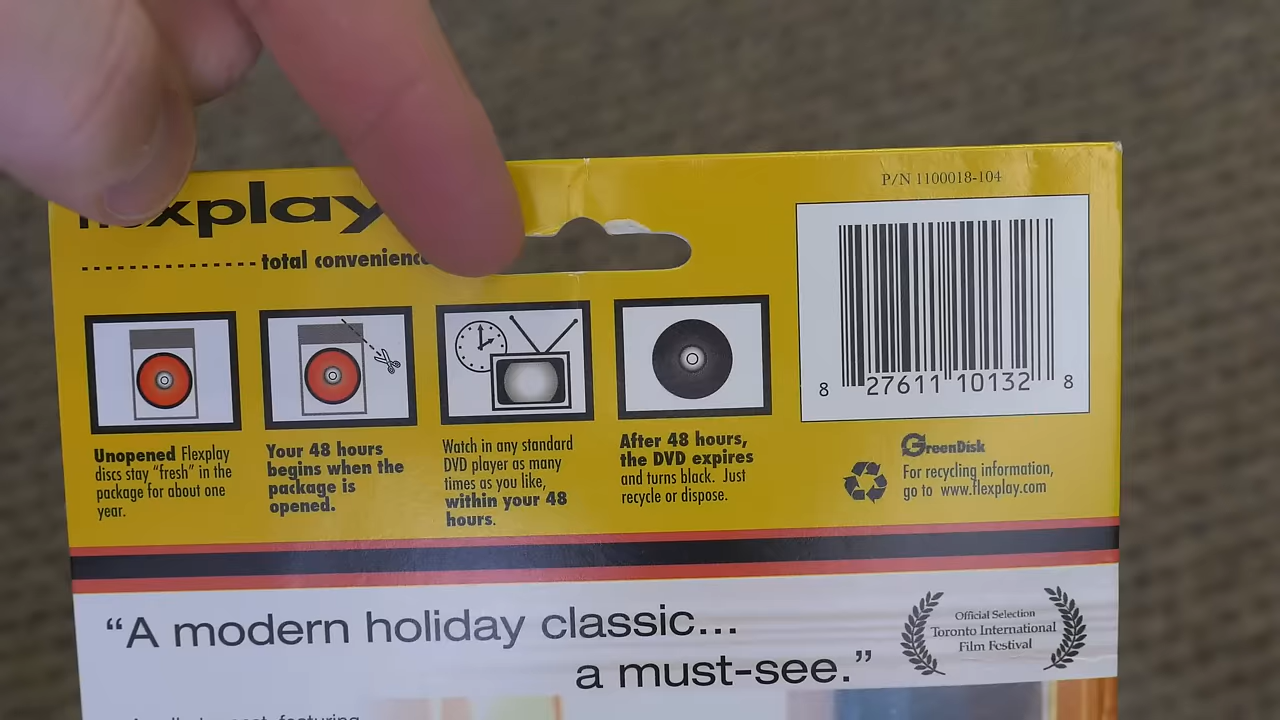 flexplay
total convenience
P/N 1100018-104
8 27611 10132 8
Unopened Flexplay
discs stay “fresh” in the
package for about one
year.
Your 48 hours
begins when the
package is
opened.
Watch in any standard
DVD player as many
times as you like,
within your 48
hours.
After 48 hours,
the DVD expires
and turns black. Just
recycle or dispose.
GreenDisk
For recycling information,
go to www.flexplay.com
“A modern holiday classic...
a must-see.”
Official Selection
Toronto International
Film Festival